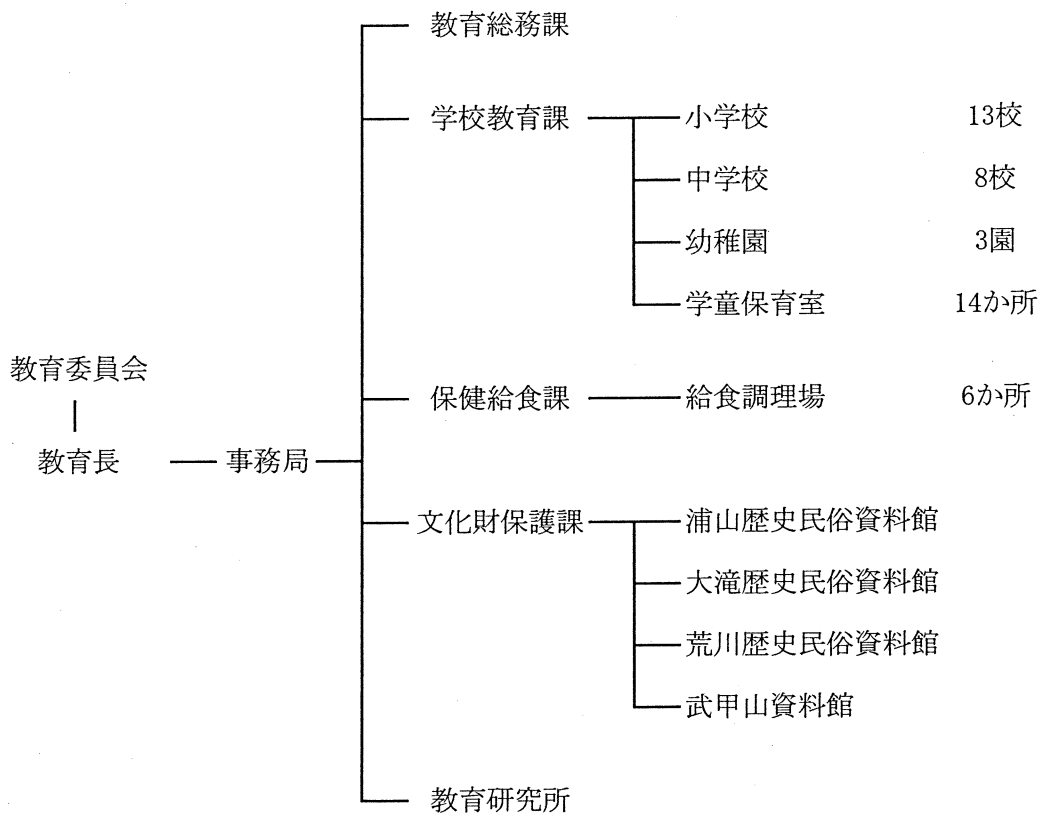 教育総務課
学校教育課
小学校 13校
中学校 8校
幼稚園 3園
学童保育室 14か所
教育委員会
保健給食課
給食調理場 6か所
教育長
事務局
文化財保護課
浦山歴史民俗資料館
大滝歴史民俗資料館
荒川歴史民俗資料館
武甲山資料館
教育研究所